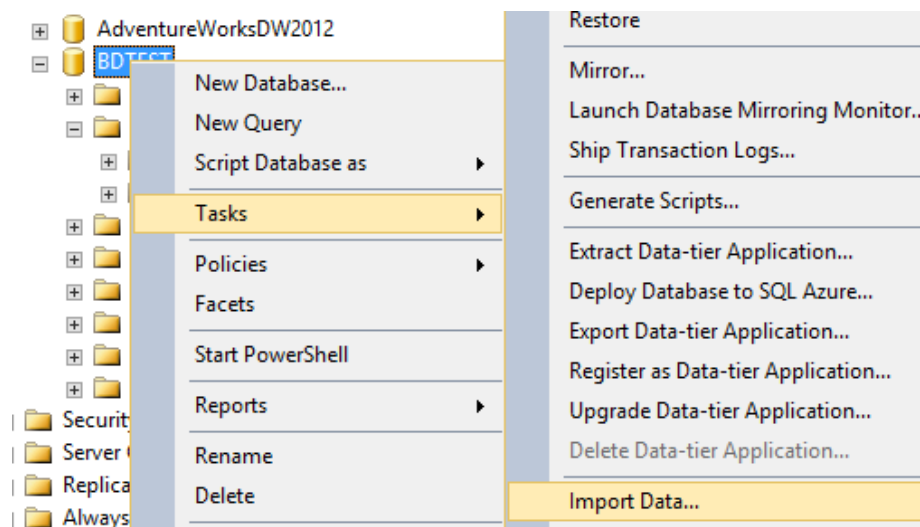 AdventureWorksDW2012
BDTEST
Security
Server
Replica
Always
New Database...
New Query
Script Database as
Tasks
Policies
Facets
Start PowerShell
Reports
Rename
Delete
Restore
Mirror...
Launch Database Mirroring Monitor..
Ship Transaction Logs...
Generate Scripts...
Extract Data-tier Application...
Deploy Database to SQL Azure...
Export Data-tier Application...
Register as Data-tier Application...
Upgrade Data-tier Application...
Delete Data-tier Application...
Import Data...